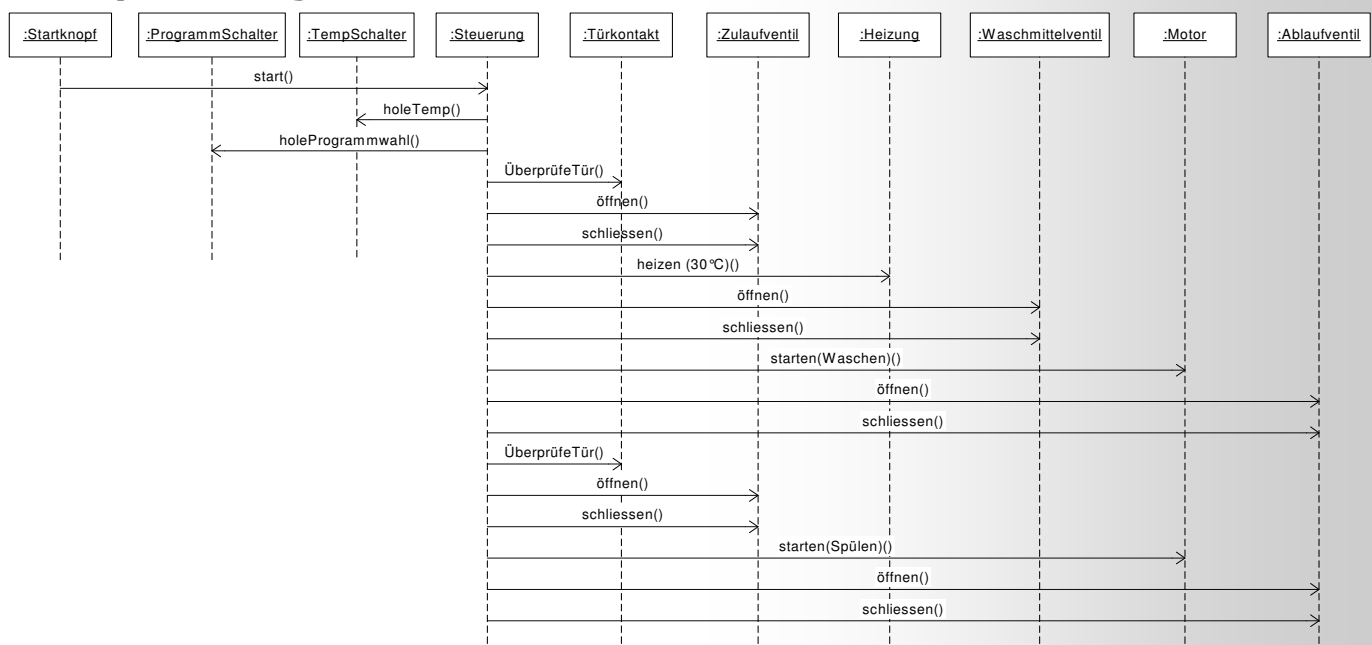 :Startknopf :ProgrammSchalter :TempSchalter :Steuerung :Türkontakt :Zulaufventil :Heizung :Waschmittelventil :Motor :Ablaufventil
start()
holeTemp()
holeProgrammwahl()
ÜberprüfeTür()
öffnen()
schliessen()
heizen (30°C)()
öffnen()
schliessen()
starten(Waschen)()
öffnen()
schliessen()
ÜberprüfeTür()
öffnen()
schliessen()
starten(Spülen)()
öffnen()
schliessen()